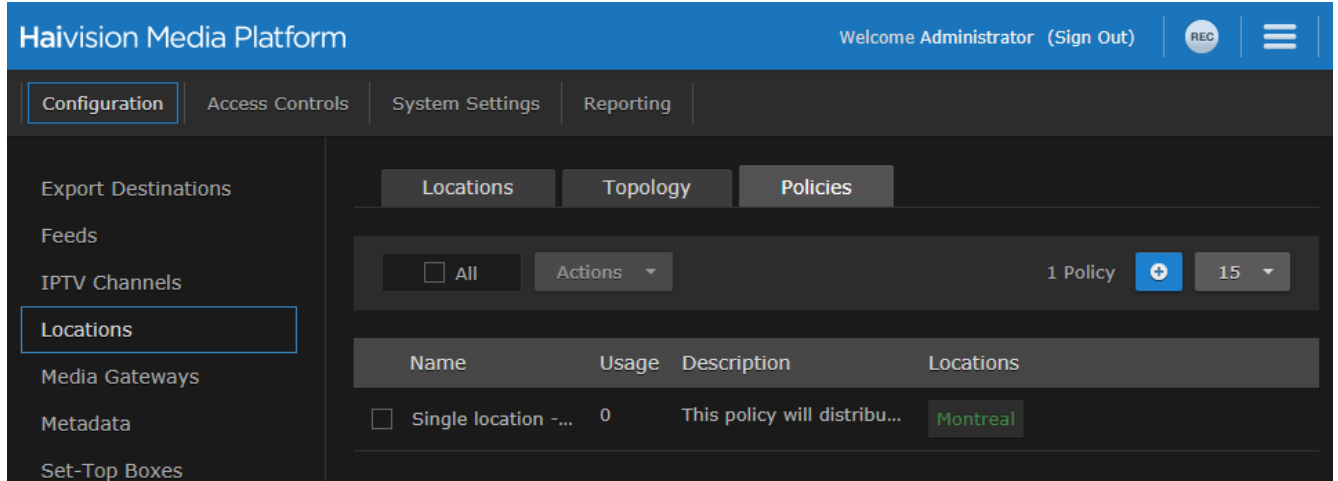 Haivision Media Platform
Welcome Administrator (Sign Out)
REC
Configuration
Access Controls
System Settings
Reporting
Export Destinations
Feeds
IPTV Channels
Locations
Media Gateways
Metadata
Set-Top Boxes
Locations
Topology
Policies
All
Actions
1 Policy
15
Name Usage Description Locations
Single location -... 0 This policy will distribu... Montreal